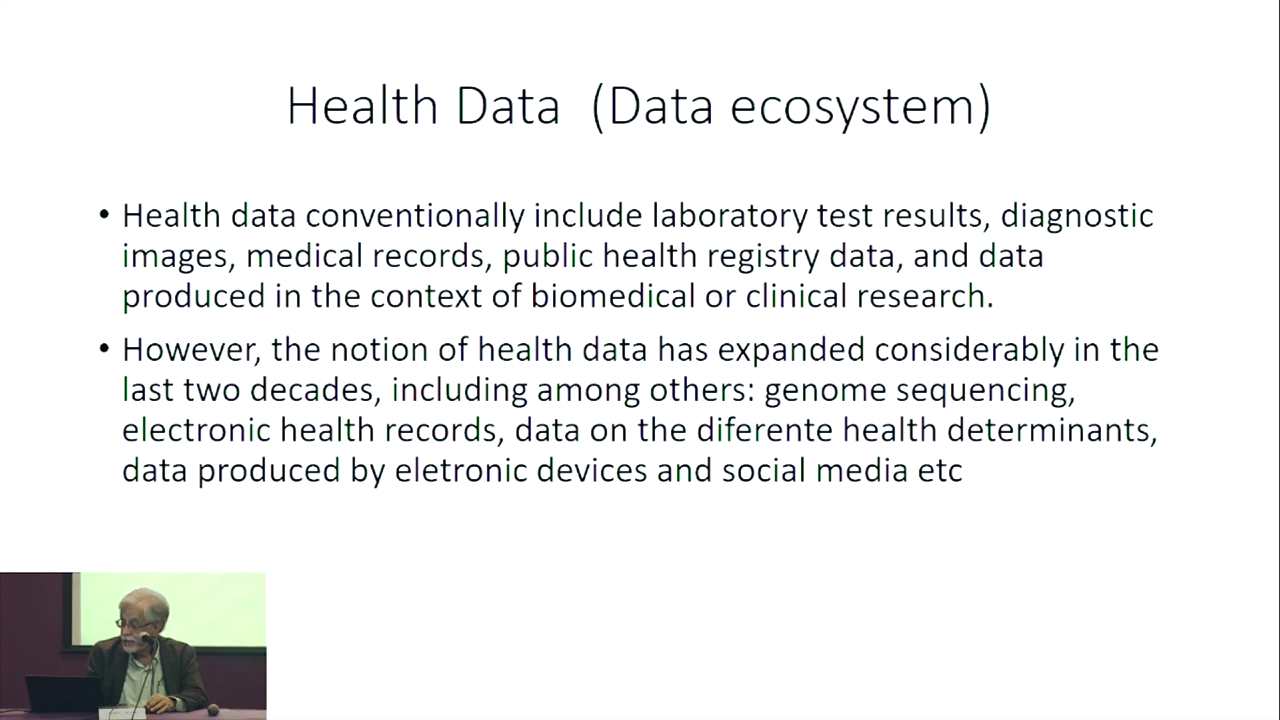 Health Data (Data ecosystem)
• Health data conventionally include laboratory test results, diagnostic
images, medical records, public health registry data, and data
produced in the context of biomedical or clinical research.
• However, the notion of health data has expanded considerably in the
last two decades, including among others: genome sequencing,
electronic health records, data on the diferente health determinants,
data produced by eletronic devices and social media etc